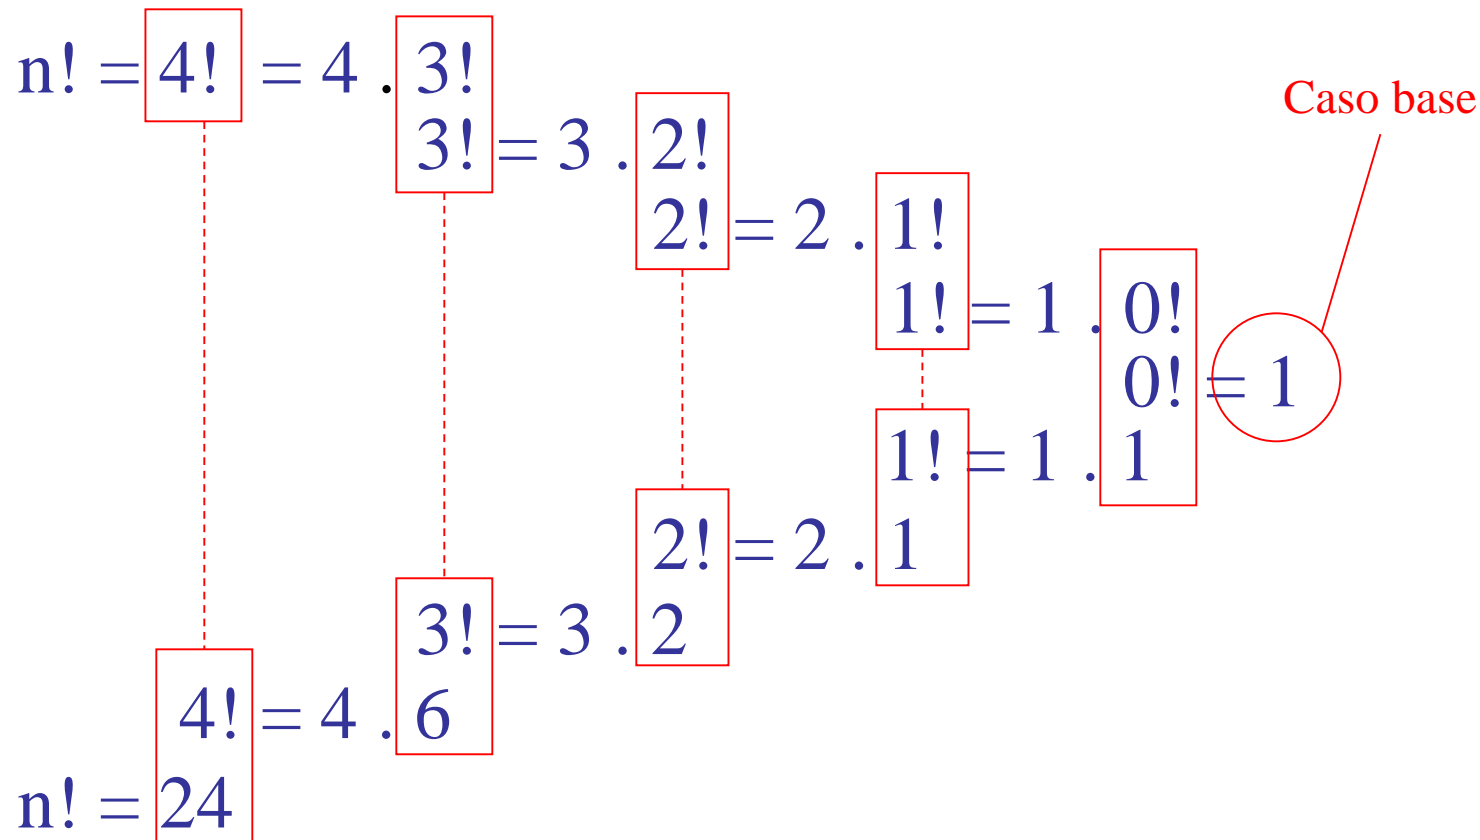 n! = 4! = 4 . 3!
Caso base
3! = 3 . 2!
2! = 2 . 1!
1! = 1 . 0!
0! = 1
1! = 1 . 1
2! = 2 . 1
3! = 3 . 2
4! = 4 . 6
n! = 24